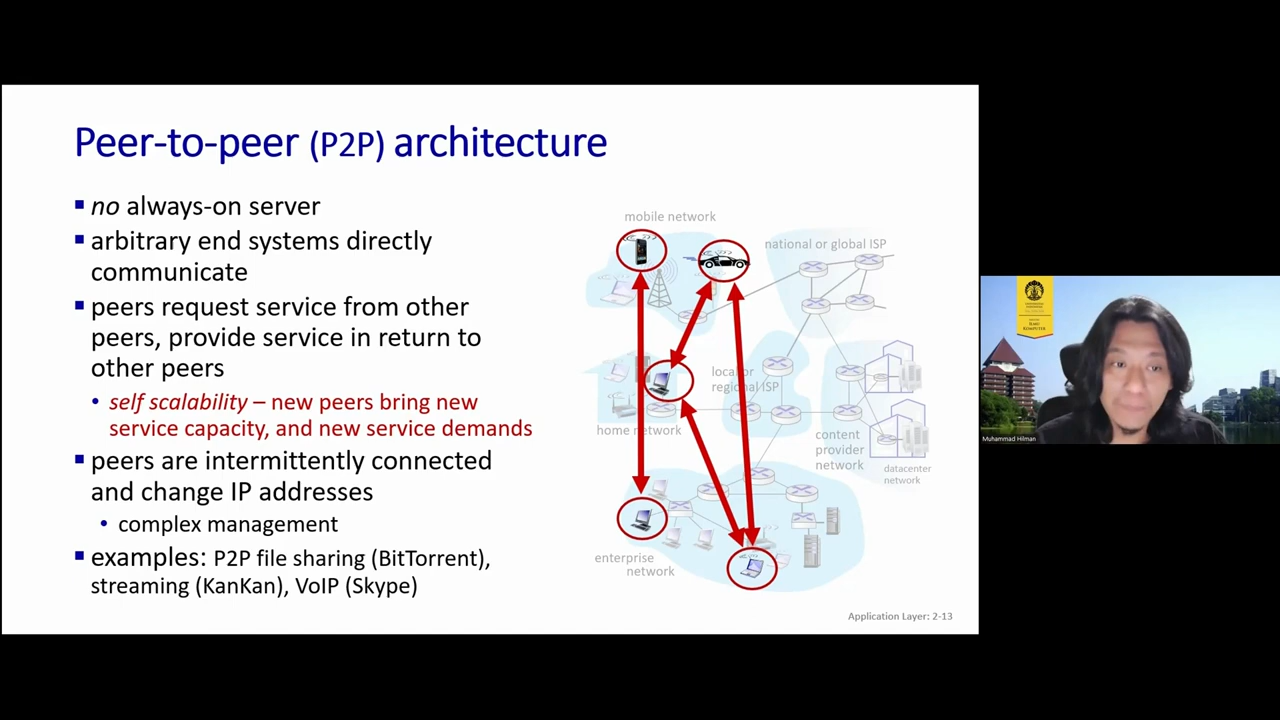 Peer-to-peer (P2P) architecture
▪ no always-on server
▪ arbitrary end systems directly
communicate
▪ peers request service from other
peers, provide service in return to
other peers
• self scalability – new peers bring new
service capacity, and new service demands
▪ peers are intermittently connected
and change IP addresses
• complex management
▪ examples: P2P file sharing (BitTorrent),
streaming (KanKan), VoIP (Skype)
mobile network
national or global ISP
local or
regional ISP
home network
content
provider
network
datacenter
network
enterprise
network
Application Layer: 2-13
ILMU
KOMPUTER
Muhammad Hilman